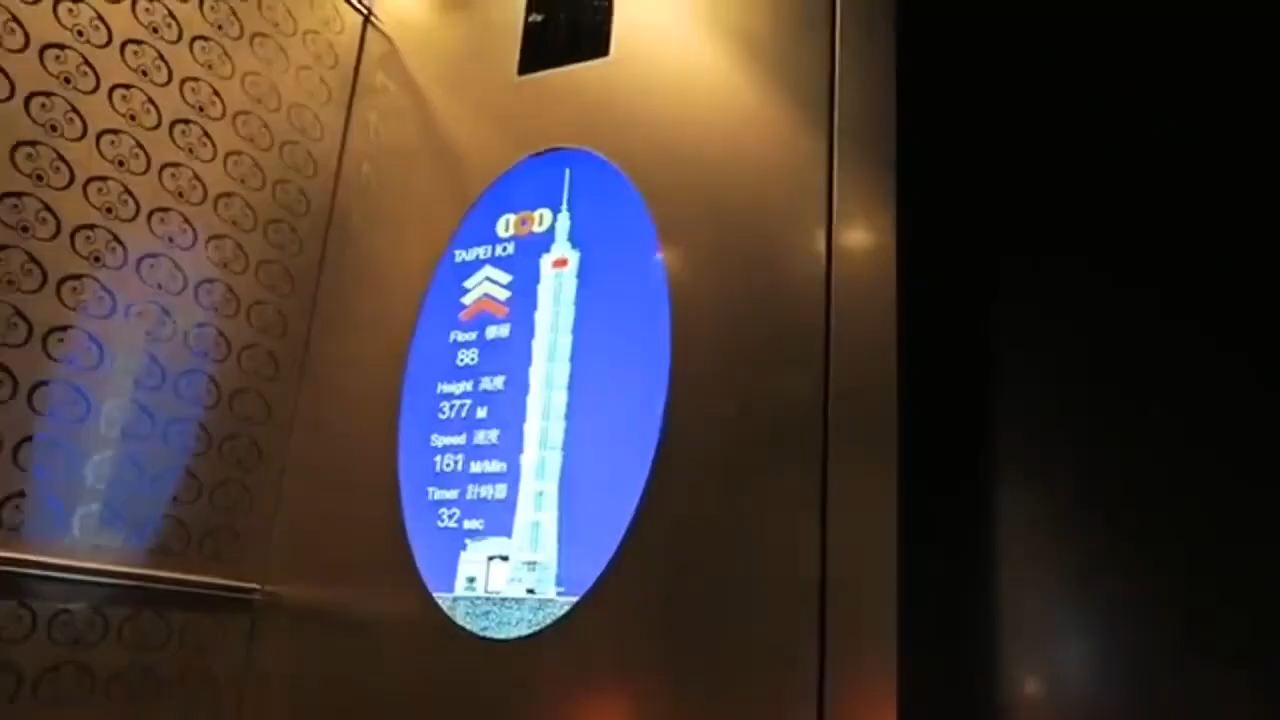 TAIPEI 101
Floor 樓層
88
Height 高度
377 M
Speed 速度
161 M/Min
Timer 計時器
32 sec